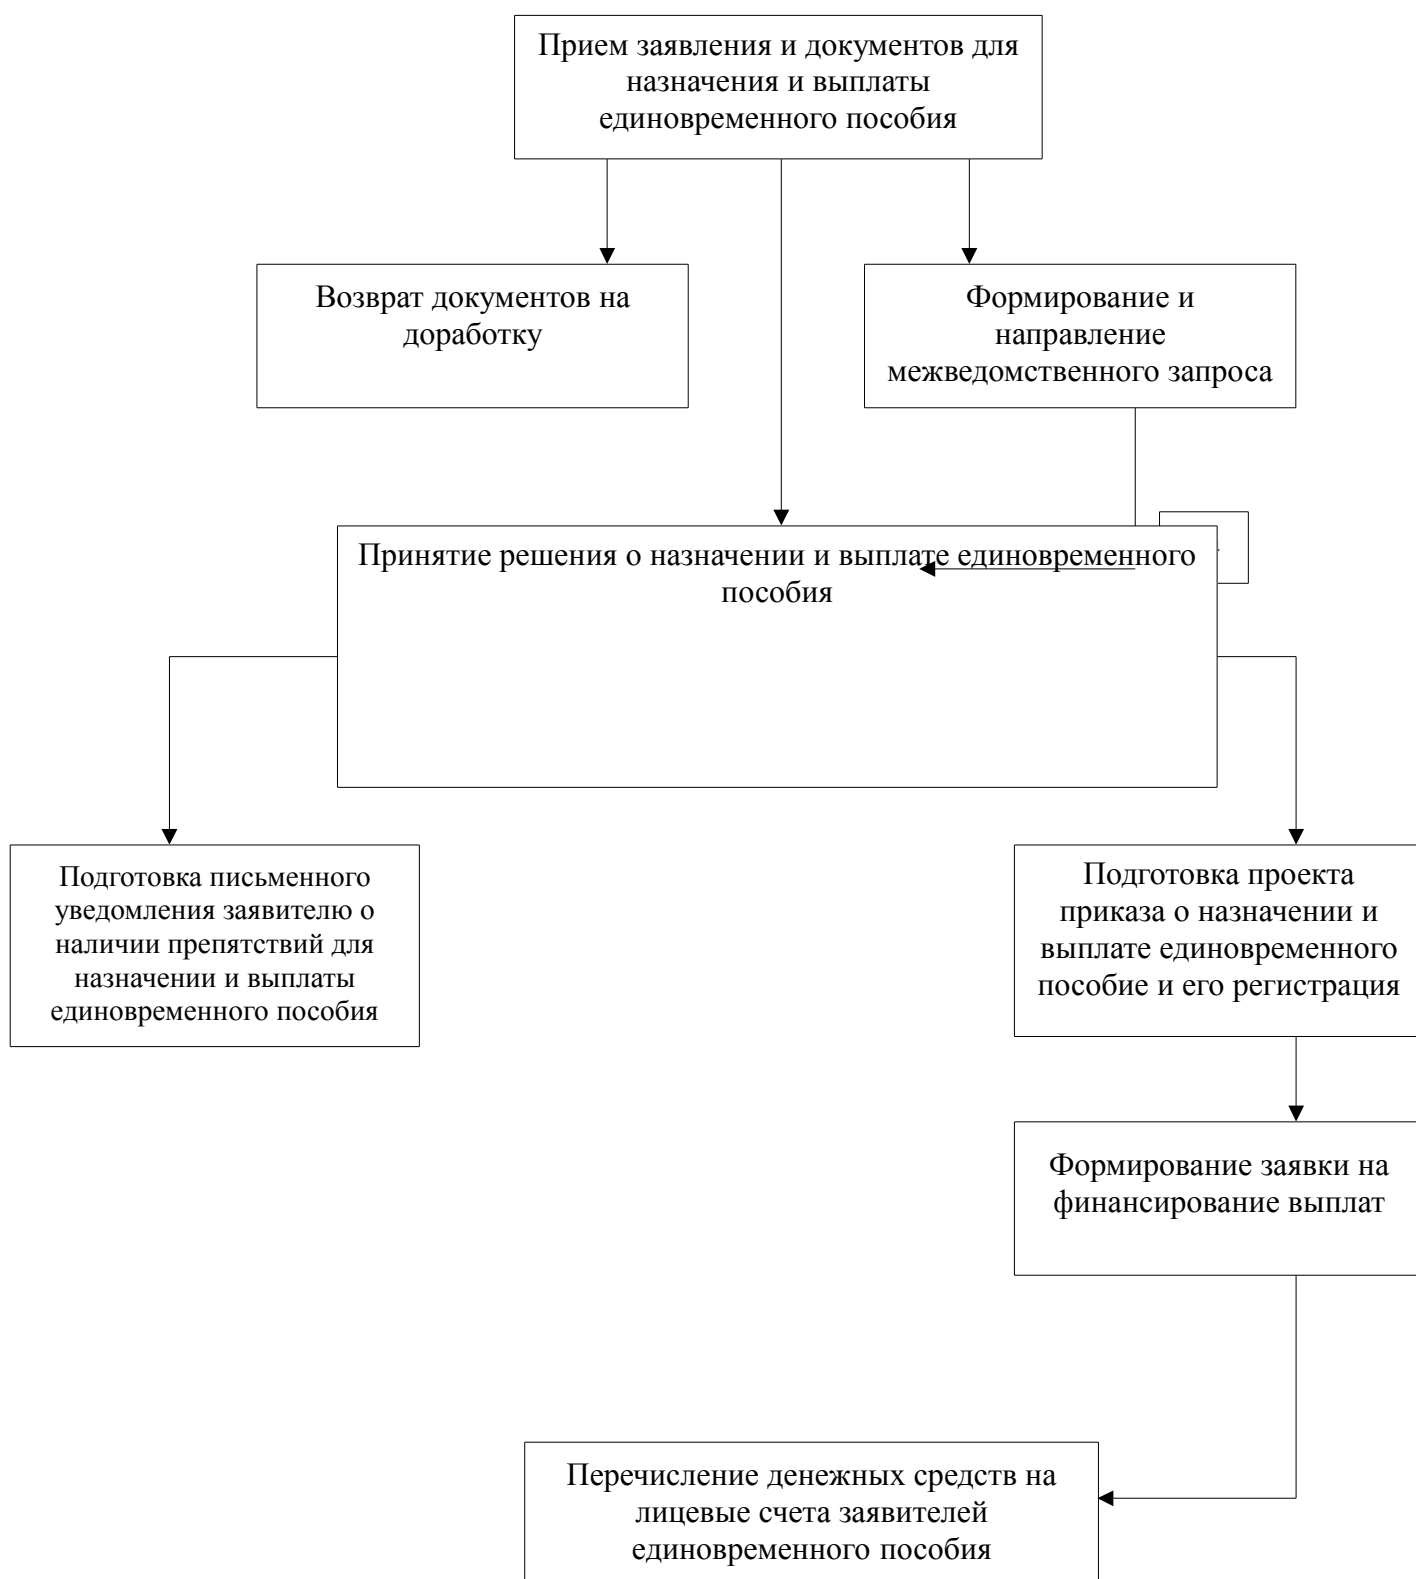 Прием заявления и документов для
назначения и выплаты
единовременного пособия
Возврат документов на
доработку
Формирование и
направление
межведомственного запроса
Принятие решения о назначении и выплате единовременного
пособия
Подготовка письменного
уведомления заявителю о
наличии препятствий для
назначении и выплаты
единовременного пособия
Подготовка проекта
приказа о назначении и
выплате единовременного
пособие и его регистрация
Формирование заявки на
финансирование выплат
Перечисление денежных средств на
лицевые счета заявителей
единовременного пособия